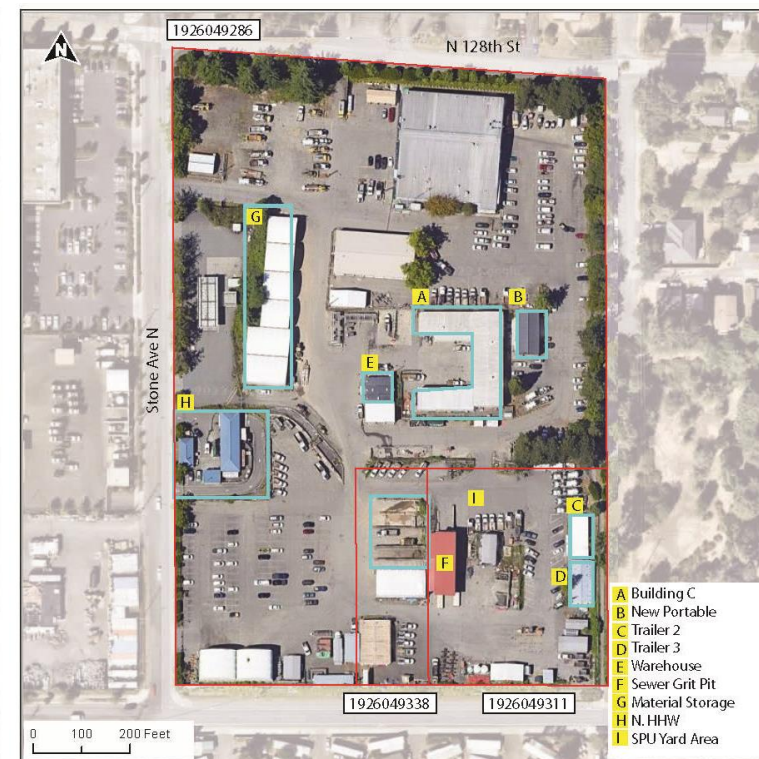 1926049286
N 128th St
N
G
A
B
E
Stone Ave N
H
I
C
F
D
A Building C
B New Portable
C Trailer 2
D Trailer 3
E Warehouse
F Sewer Grit Pit
G Material Storage
H N. HHW
I SPU Yard Area
1926049338
1926049311
0 100 200 Feet